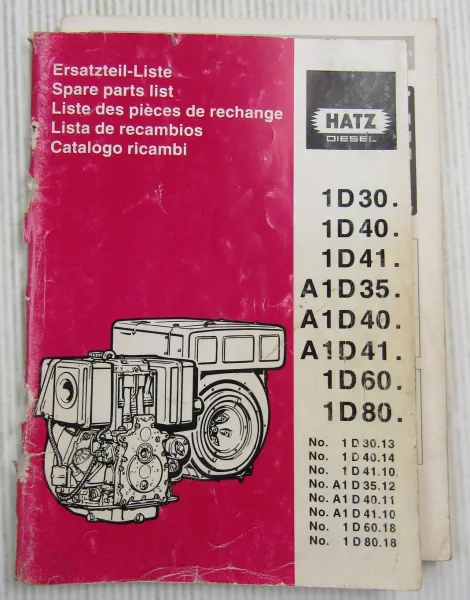 Ersatzteil-Liste
Spare parts list
Liste des pièces de rechange
Lista de recambios
Catalogo ricambi
HATZ
DIESEL
1D30.
1D40.
1D41.
A1D35.
A1D40.
A1D41.
1D60.
1D80.
No. 1D30.13
No. 1D40.14
No. 1D41.10
No. A1D35.12
No. A1D40.11
No. A1D41.10
No. 1D60.18
No. 1D80.18